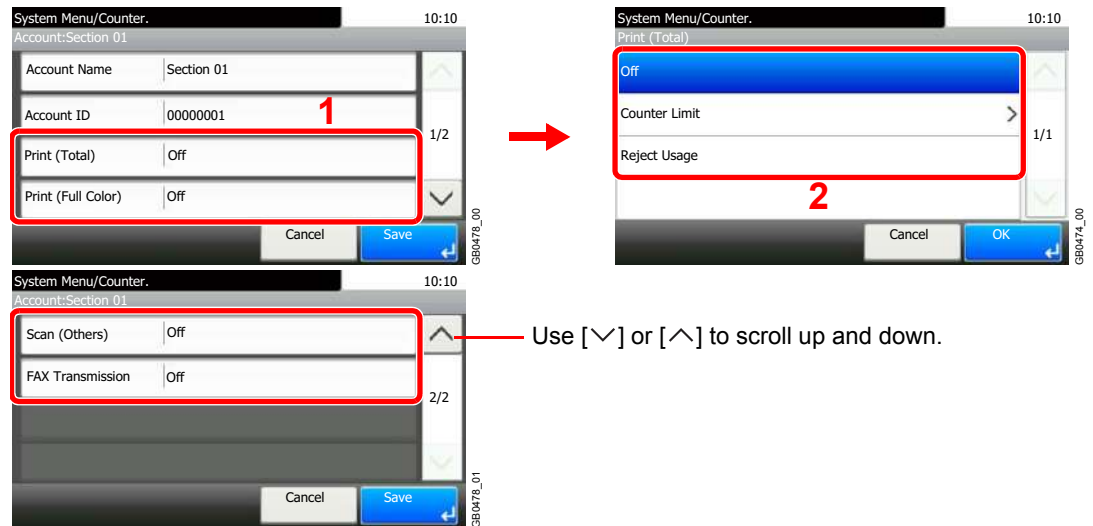 System Menu/Counter. 10:10
Account:Section 01
Account Name Section 01
Account ID 00000001
1
Print (Total) Off
1/2
Print (Full Color) Off
Cancel Save
GB0478_00
System Menu/Counter. 10:10
Print (Total)
Off
Counter Limit
1/1
Reject Usage
2
Cancel OK
GB0474_00
System Menu/Counter. 10:10
Account:Section 01
Scan (Others) Off
FAX Transmission Off
2/2
Cancel Save
GB0478_01
Use [∨] or [∧] to scroll up and down.